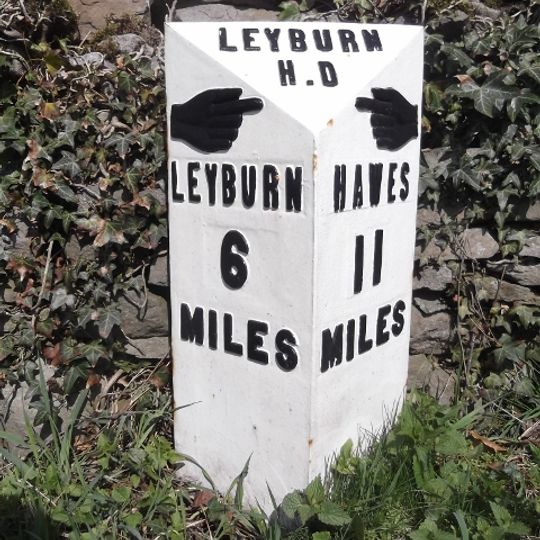 LEYBURN
H.D
LEYBURN
6
MILES
HAWES
11
MILES